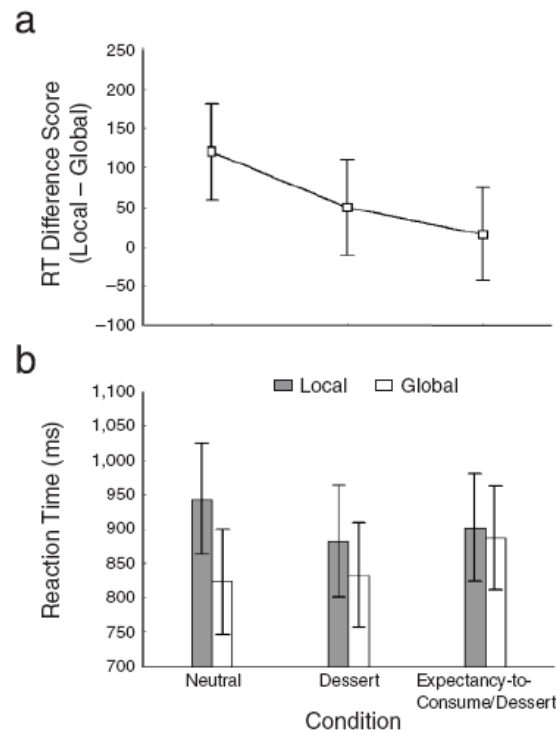 a
RT Difference Score
(Local – Global)
250
200
150
100
50
0
–50
–100
b
Reaction Time (ms)
1,100
1,050
1,000
950
900
850
800
750
700
Local Global
Neutral Dessert Expectancy-to-
Consume/Dessert
Condition